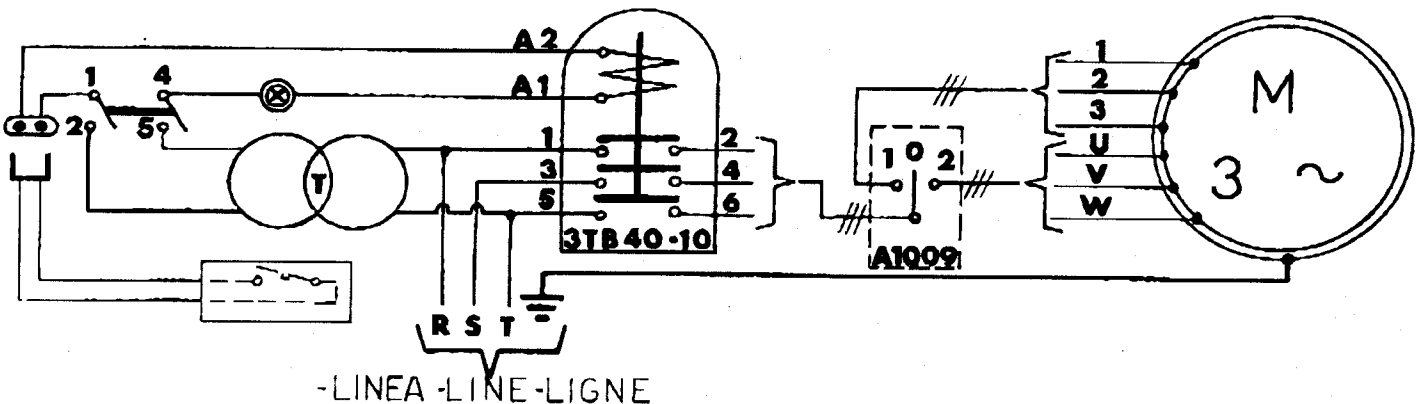 A2
A1
1 4
2 5
T
1 2
3 4
5 6
3TB40-10
1 0 2
A1009
1
2
3
U
V
W
M
3 ~
R S T
-LINEA -LINE-LIGNE